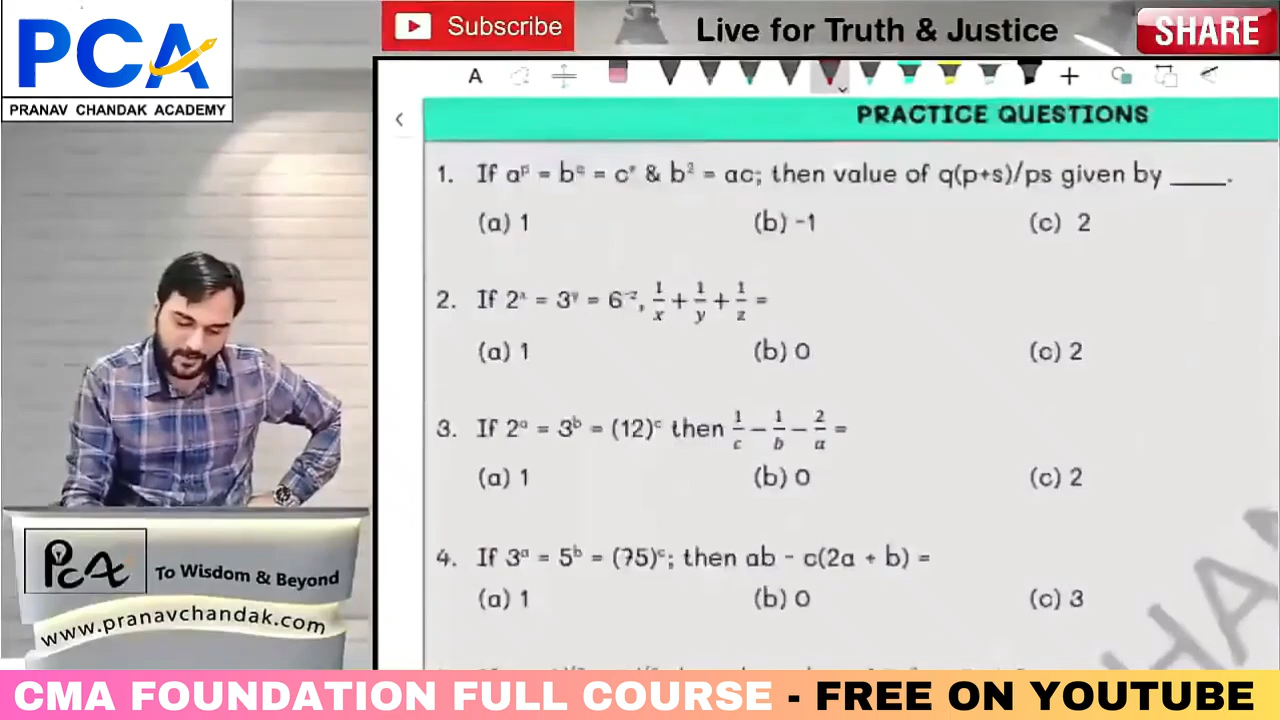 PCA
PRANAV CHANDAK ACADEMY
Subscribe
Live for Truth & Justice
SHARE
A
PRACTICE QUESTIONS
1. If aᵖ = b^q = cˢ & b² = ac; then value of q(p+s)/ps given by ____.
(a) 1 (b) -1 (c) 2
2. If 2ˣ = 3ʸ = 6⁻ᶻ, 1/x + 1/y + 1/z =
(a) 1 (b) 0 (c) 2
3. If 2ᵃ = 3ᵇ = (12)ᶜ then 1/c − 1/b − 2/a =
(a) 1 (b) 0 (c) 2
4. If 3ᵃ = 5ᵇ = (75)ᶜ; then ab - c(2a + b) =
(a) 1 (b) 0 (c) 3
PCA To Wisdom & Beyond
www.pranavchandak.com
CMA FOUNDATION FULL COURSE - FREE ON YOUTUBE